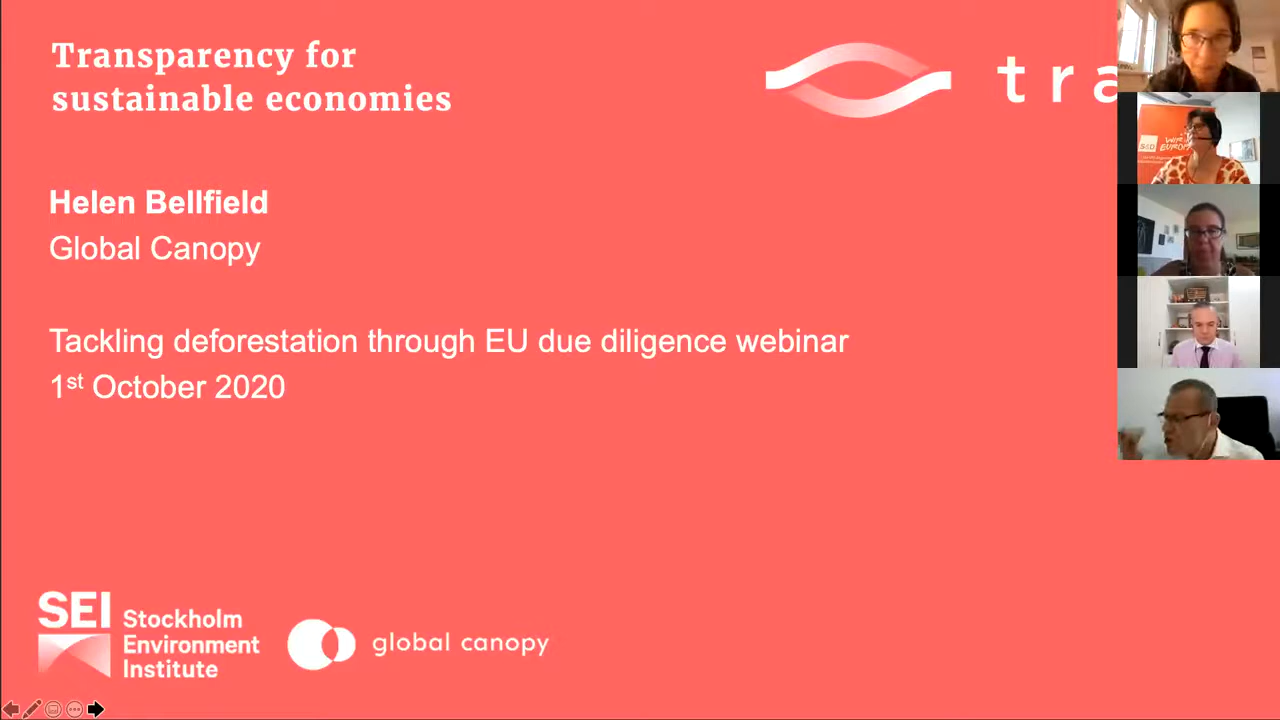 Transparency for
sustainable economies
tra
Helen Bellfield
Global Canopy
Tackling deforestation through EU due diligence webinar
1st October 2020
SEI Stockholm
Environment
Institute
global canopy
S&D